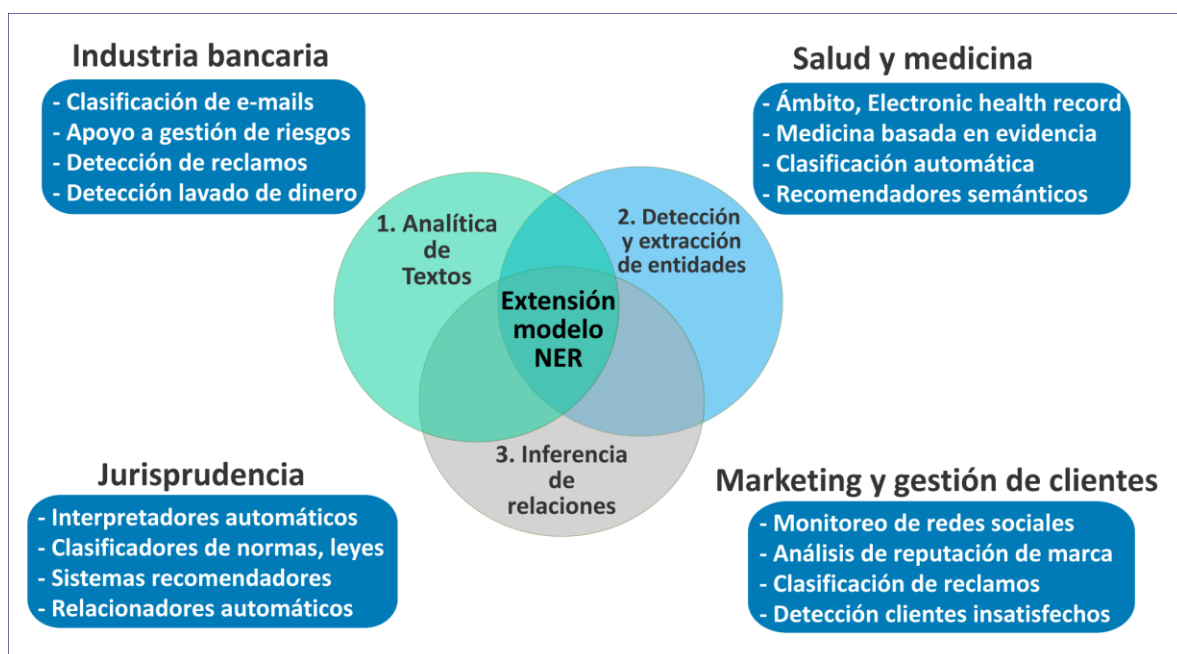 Industria bancaria
- Clasificación de e-mails
- Apoyo a gestión de riesgos
- Detección de reclamos
- Detección lavado de dinero
Salud y medicina
- Ámbito, Electronic health record
- Medicina basada en evidencia
- Clasificación automática
- Recomendadores semánticos
1. Analítica
de
Textos
2. Detección
y extracción
de entidades
Extensión
modelo
NER
3. Inferencia
de
relaciones
Jurisprudencia
- Interpretadores automáticos
- Clasificadores de normas, leyes
- Sistemas recomendadores
- Relacionadores automáticos
Marketing y gestión de clientes
- Monitoreo de redes sociales
- Análisis de reputación de marca
- Clasificación de reclamos
- Detección clientes insatisfechos